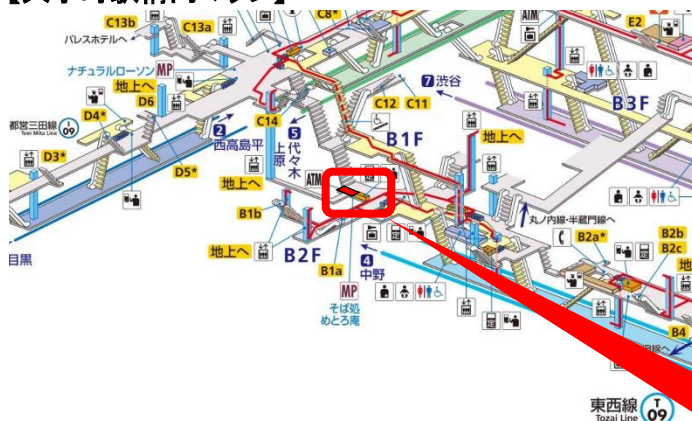 C13b
C13a
C8*
ATM
E2
パレスホテルへ
ナチュラルローソン
MP
地上へ
D6
7 渋谷
C12
C11
B3F
都営三田線
Toei Mita Line
I
09
D4*
2
西高島平
C14
5
代々木上原
B1F
地上へ
D3*
D5*
地上へ
ATM
丸ノ内線・半蔵門線へ
B1b
目黒
地上へ
B2F
B1a
4
中野
B2a*
B2b
B2c
MP
そば処
めとろ庵
B4
東西線
Tozai Line
T
09